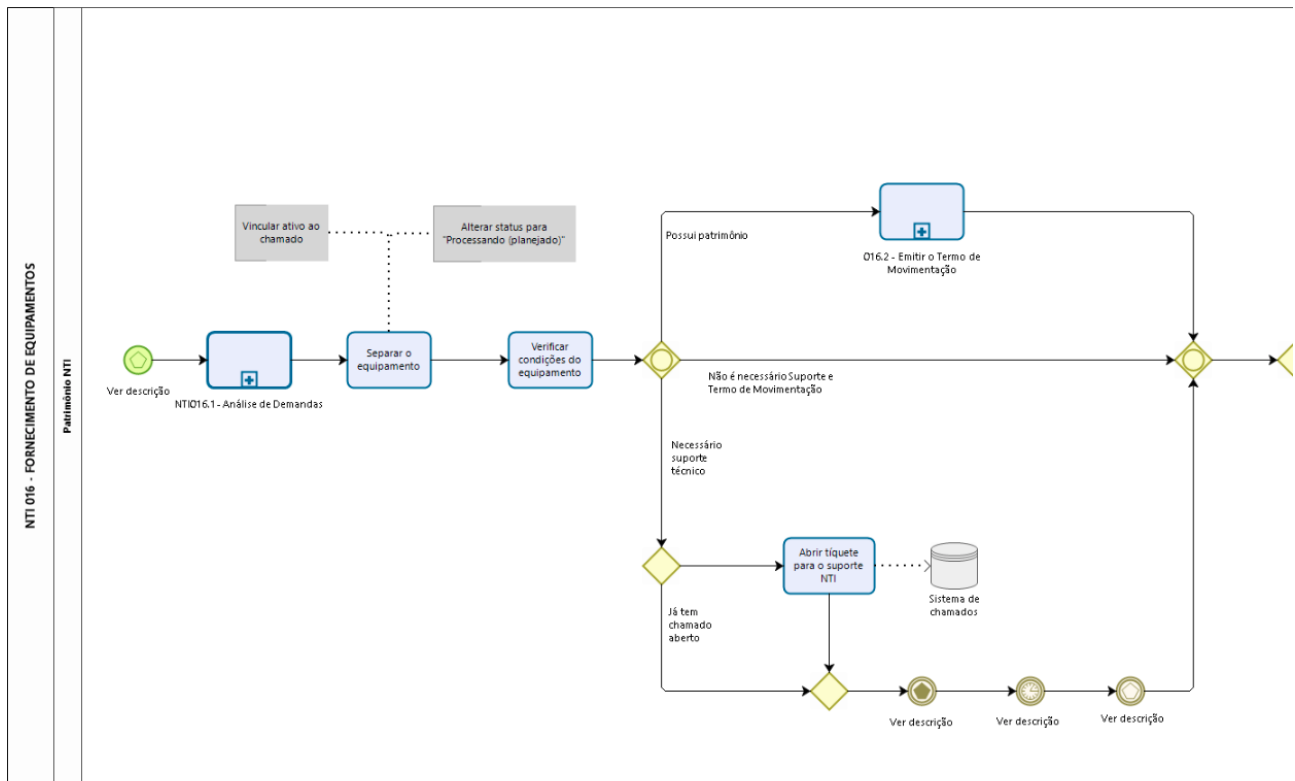 NTI 016 - FORNECIMENTO DE EQUIPAMENTOS
Patrimônio NTI
Vincular ativo ao
chamado
Alterar status para
"Processando (planejado)"
Possui patrimônio
016.2 - Emitir o Termo de
Movimentação
Ver descrição
NTI016.1 - Análise de Demandas
Separar o
equipamento
Verificar
condições do
equipamento
Não é necessário Suporte e
Termo de Movimentação
Necessário
suporte
técnico
Abrir tíquete
para o suporte
NTI
Sistema de
chamados
Já tem
chamado
aberto
Ver descrição
Ver descrição
Ver descrição